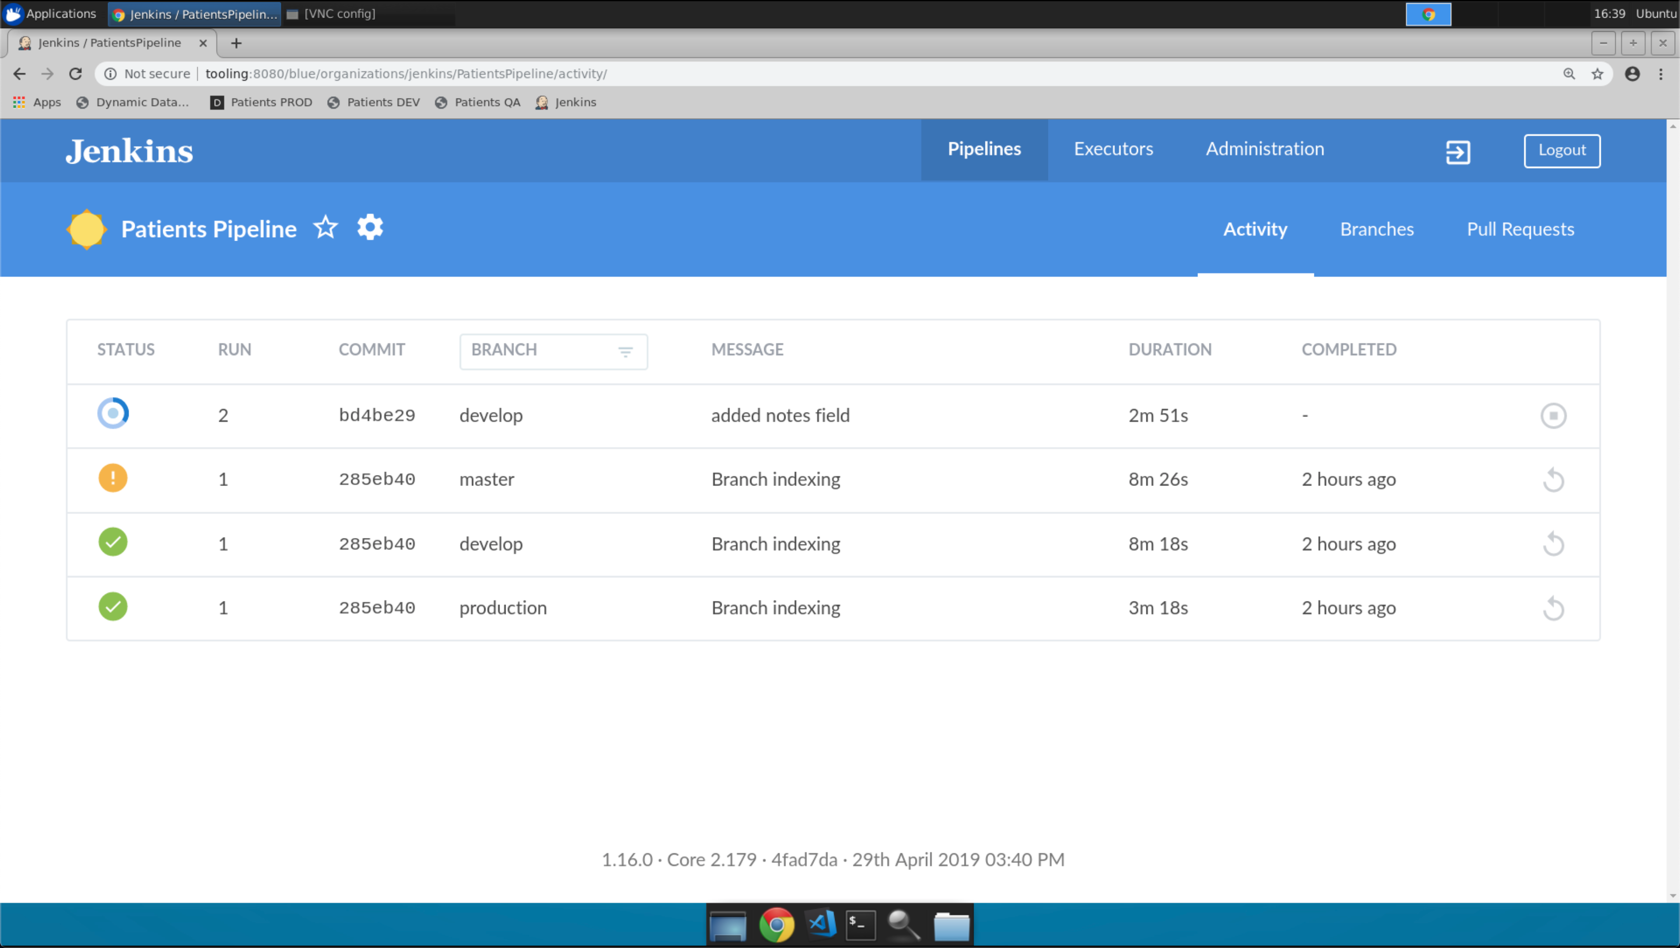 Applications
Jenkins / PatientsPipelin...
[VNC config]
16:39 Ubuntu
Jenkins / PatientsPipeline
Not secure | tooling:8080/blue/organizations/jenkins/PatientsPipeline/activity/
Apps Dynamic Data... D Patients PROD Patients DEV Patients QA Jenkins
Jenkins
Pipelines Executors Administration Logout
Patients Pipeline
Activity Branches Pull Requests
STATUS RUN COMMIT BRANCH MESSAGE DURATION COMPLETED
2 bd4be29 develop added notes field 2m 51s -
! 1 285eb40 master Branch indexing 8m 26s 2 hours ago
1 285eb40 develop Branch indexing 8m 18s 2 hours ago
1 285eb40 production Branch indexing 3m 18s 2 hours ago
1.16.0 · Core 2.179 · 4fad7da · 29th April 2019 03:40 PM
$_